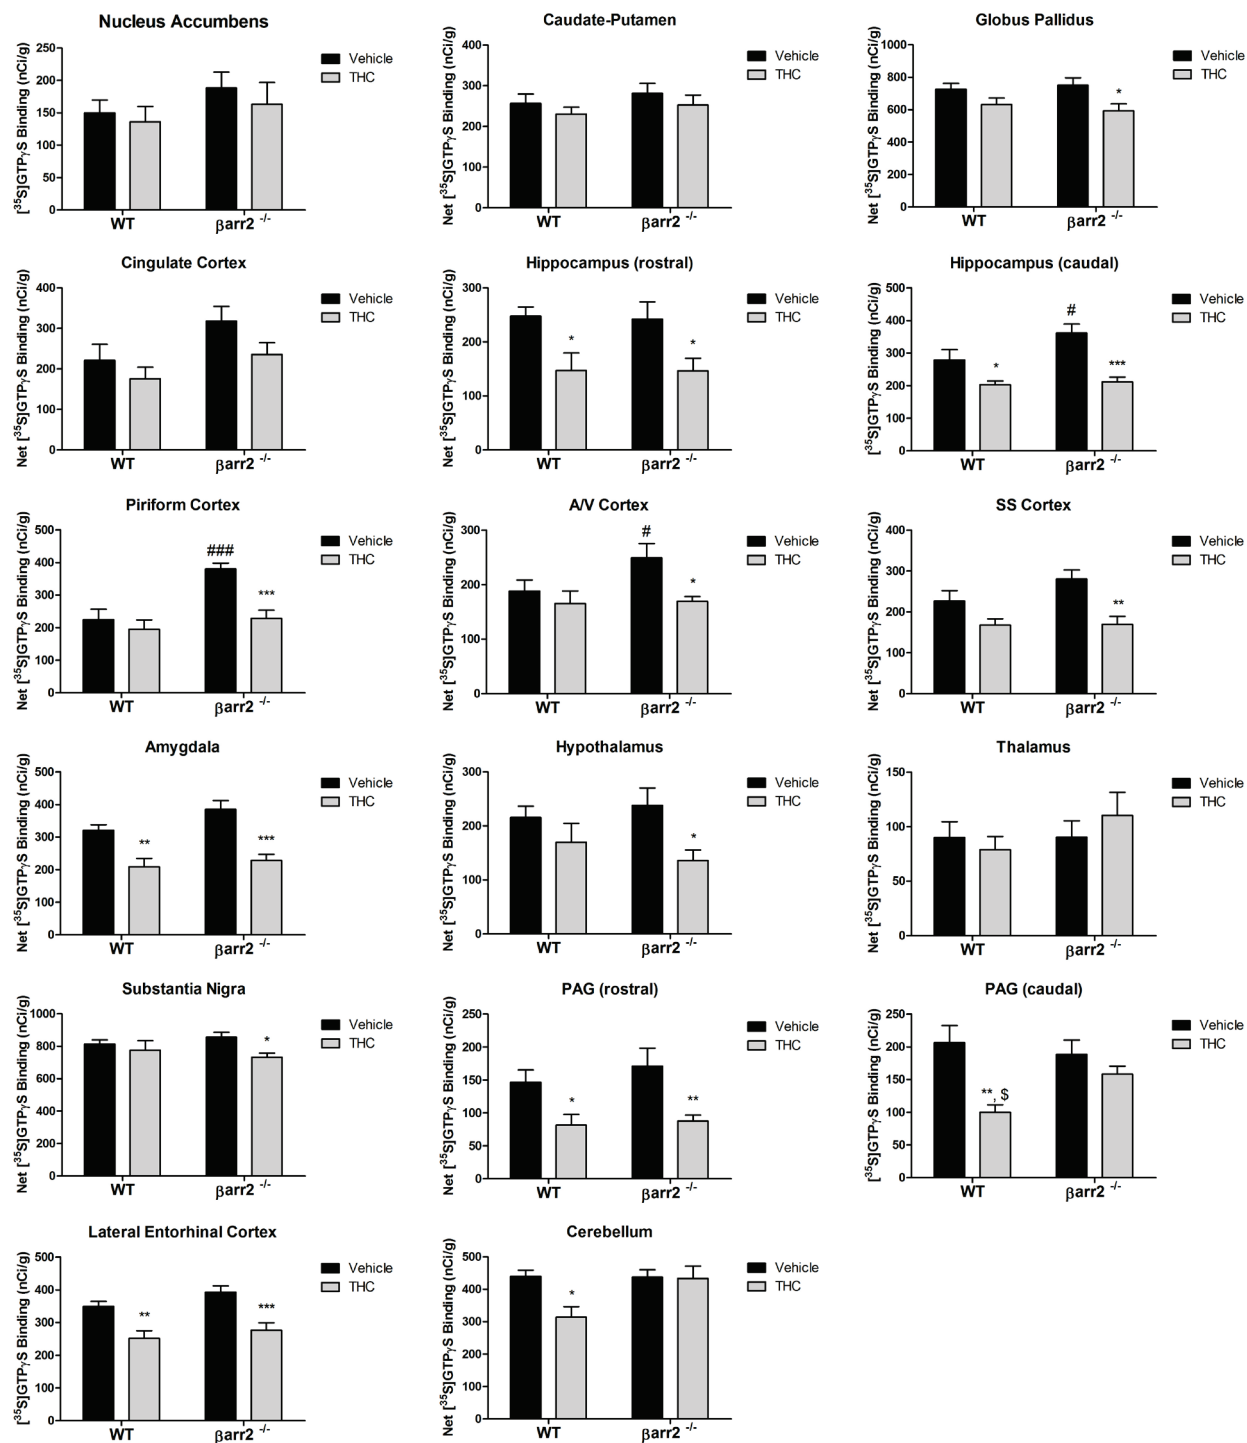 Nucleus Accumbens
[³⁵S]GTPγS Binding (nCi/g)
250
200
150
100
50
0
WT
βarr2 -/-
Vehicle
THC
Caudate-Putamen
Net [³⁵S]GTPγS Binding (nCi/g)
400
300
200
100
0
WT
βarr2 -/-
Vehicle
THC
Globus Pallidus
Net [³⁵S]GTPγS Binding (nCi/g)
1000
800
600
400
200
0
*
WT
βarr2 -/-
Vehicle
THC
Cingulate Cortex
Net [³⁵S]GTPγS Binding (nCi/g)
400
300
200
100
0
WT
βarr2 -/-
Vehicle
THC
Hippocampus (rostral)
Net [³⁵S]GTPγS Binding (nCi/g)
300
200
100
0
*
*
WT
βarr2 -/-
Vehicle
THC
Hippocampus (caudal)
[³⁵S]GTPγS Binding (nCi/g)
500
400
300
200
100
0
*
#
***
WT
βarr2 -/-
Vehicle
THC
Piriform Cortex
Net [³⁵S]GTPγS Binding (nCi/g)
500
400
300
200
100
0
###
***
WT
βarr2 -/-
Vehicle
THC
A/V Cortex
Net [³⁵S]GTPγS Binding (nCi/g)
300
200
100
0
#
*
WT
βarr2 -/-
Vehicle
THC
SS Cortex
Net [³⁵S]GTPγS Binding (nCi/g)
400
300
200
100
0
**
WT
βarr2 -/-
Vehicle
THC
Amygdala
Net [³⁵S]GTPγS Binding (nCi/g)
500
400
300
200
100
0
**
***
WT
βarr2 -/-
Vehicle
THC
Hypothalamus
Net [³⁵S]GTPγS Binding (nCi/g)
300
200
100
0
*
WT
βarr2 -/-
Vehicle
THC
Thalamus
Net [³⁵S]GTPγS Binding (nCi/g)
150
100
50
0
WT
βarr2 -/-
Vehicle
THC
Substantia Nigra
Net [³⁵S]GTPγS Binding (nCi/g)
1000
800
600
400
200
0
*
WT
βarr2 -/-
Vehicle
THC
PAG (rostral)
Net [³⁵S]GTPγS Binding (nCi/g)
250
200
150
100
50
0
*
**
WT
βarr2 -/-
Vehicle
THC
PAG (caudal)
[³⁵S]GTPγS Binding (nCi/g)
250
200
150
100
50
0
**, $
WT
βarr2 -/-
Vehicle
THC
Lateral Entorhinal Cortex
[³⁵S]GTPγS Binding (nCi/g)
500
400
300
200
100
0
**
***
WT
βarr2 -/-
Vehicle
THC
Cerebellum
Net [³⁵S]GTPγS Binding (nCi/g)
500
400
300
200
100
0
*
WT
βarr2 -/-
Vehicle
THC